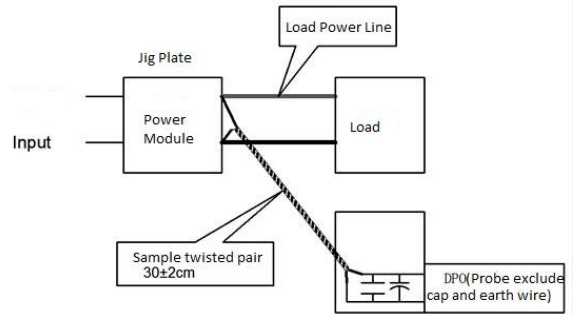 Load Power Line
Jig Plate
Power
Module
Load
Input
Sample twisted pair
30±2cm
DPO(Probe exclude
cap and earth wire)